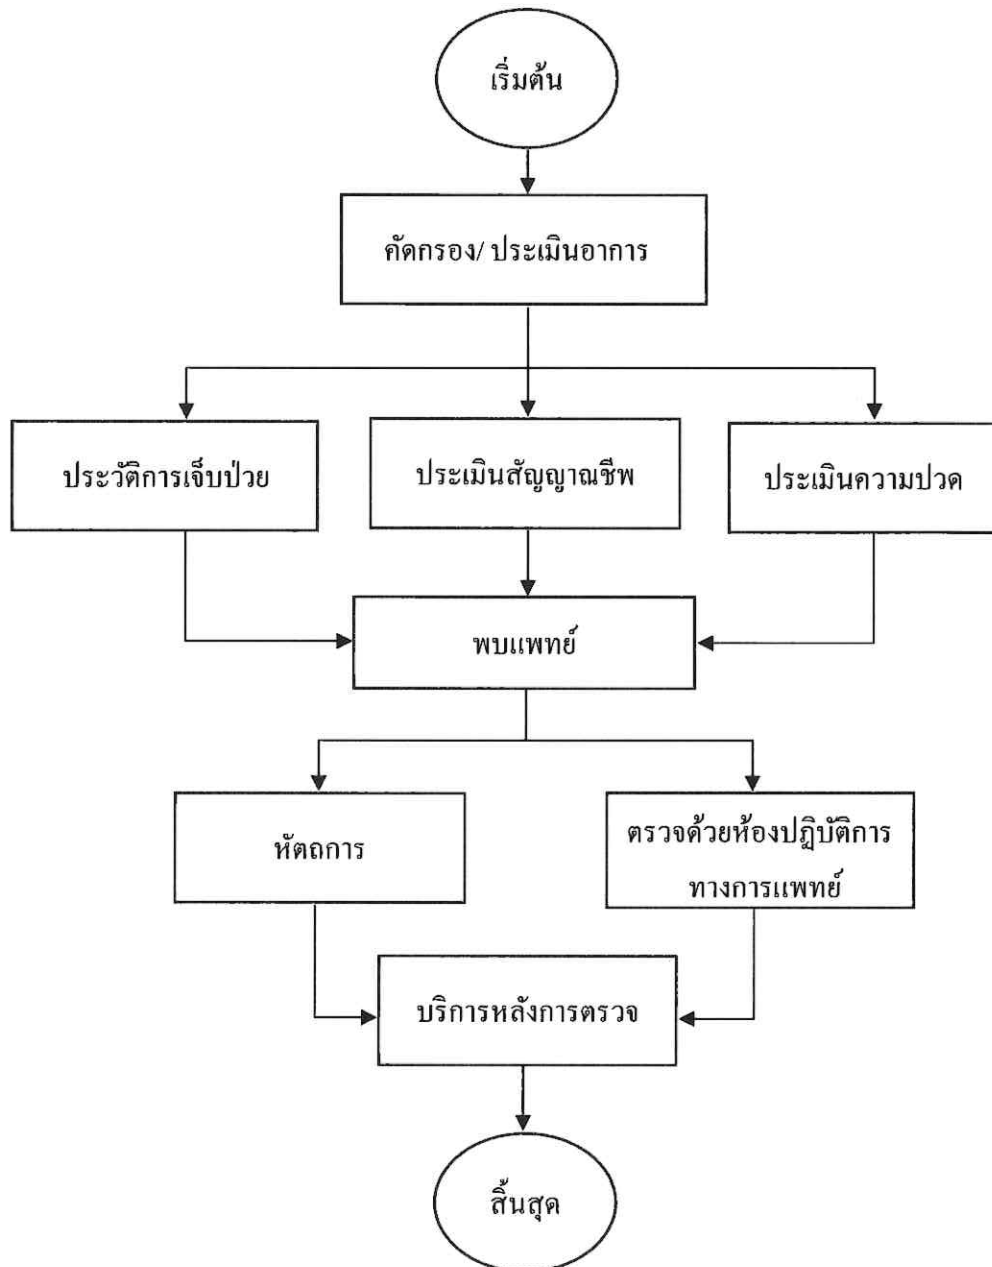 เริ่มต้น
คัดกรอง/ ประเมินอาการ
ประวัติการเจ็บป่วย
ประเมินสัญญาณชีพ
ประเมินความปวด
พบแพทย์
หัตถการ
ตรวจด้วยห้องปฏิบัติการ
ทางการแพทย์
บริการหลังการตรวจ
สิ้นสุด